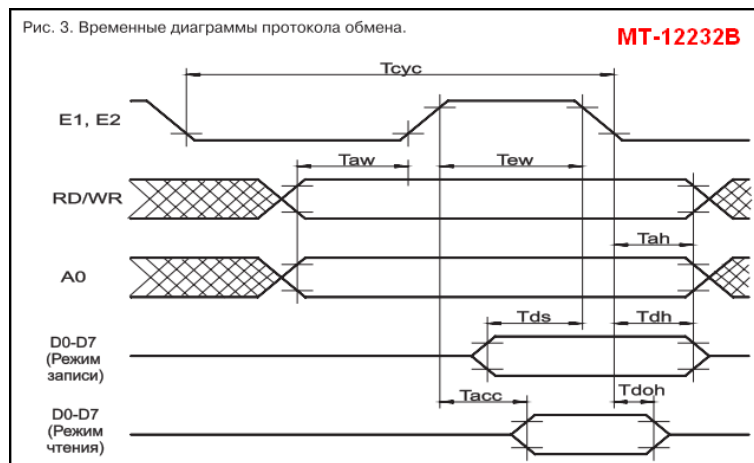 Рис. 3. Временные диаграммы протокола обмена.
МТ-12232B
Tcyc
E1, E2
Taw
Tew
RD/WR
Tah
A0
Tds
Tdh
D0-D7
(Режим
записи)
Tacc
Tdoh
D0-D7
(Режим
чтения)